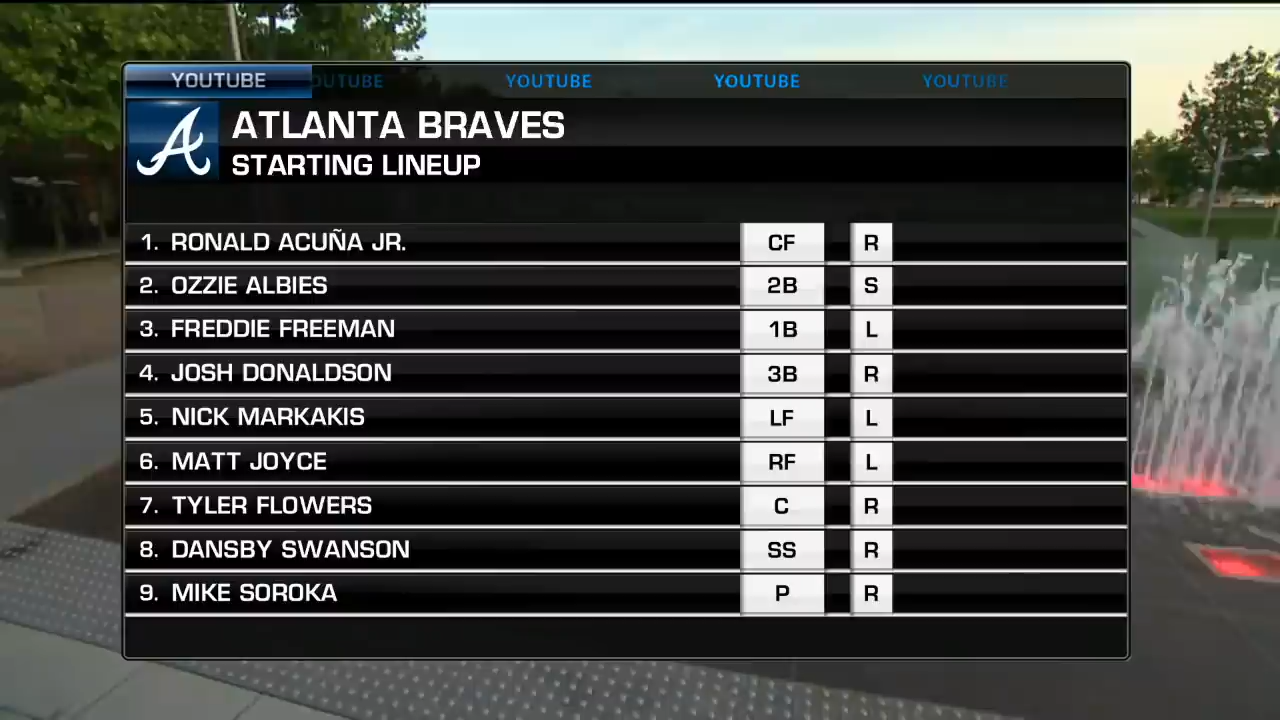 YOUTUBE OUTUBE YOUTUBE YOUTUBE YOUTUBE
A ATLANTA BRAVES
STARTING LINEUP
1. RONALD ACUÑA JR. CF R
2. OZZIE ALBIES 2B S
3. FREDDIE FREEMAN 1B L
4. JOSH DONALDSON 3B R
5. NICK MARKAKIS LF L
6. MATT JOYCE RF L
7. TYLER FLOWERS C R
8. DANSBY SWANSON SS R
9. MIKE SOROKA P R